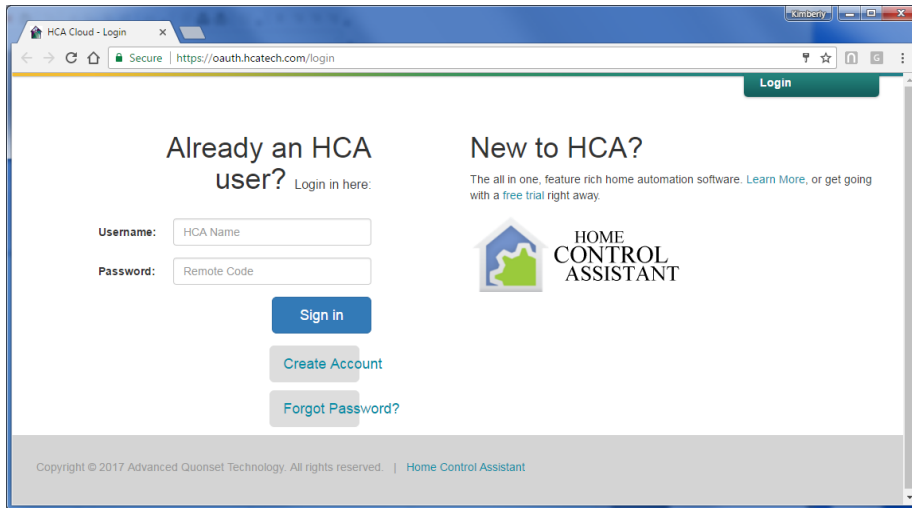 Kimberly
HCA Cloud - Login
Secure
https://oauth.hcatech.com/login
Login
Already an HCA
user? Login in here:
Username:
HCA Name
Password:
Remote Code
Sign in
Create Account
Forgot Password?
New to HCA?
The all in one, feature rich home automation software. Learn More, or get going
with a free trial right away.
HOME
CONTROL
ASSISTANT
Copyright © 2017 Advanced Quonset Technology. All rights reserved. | Home Control Assistant